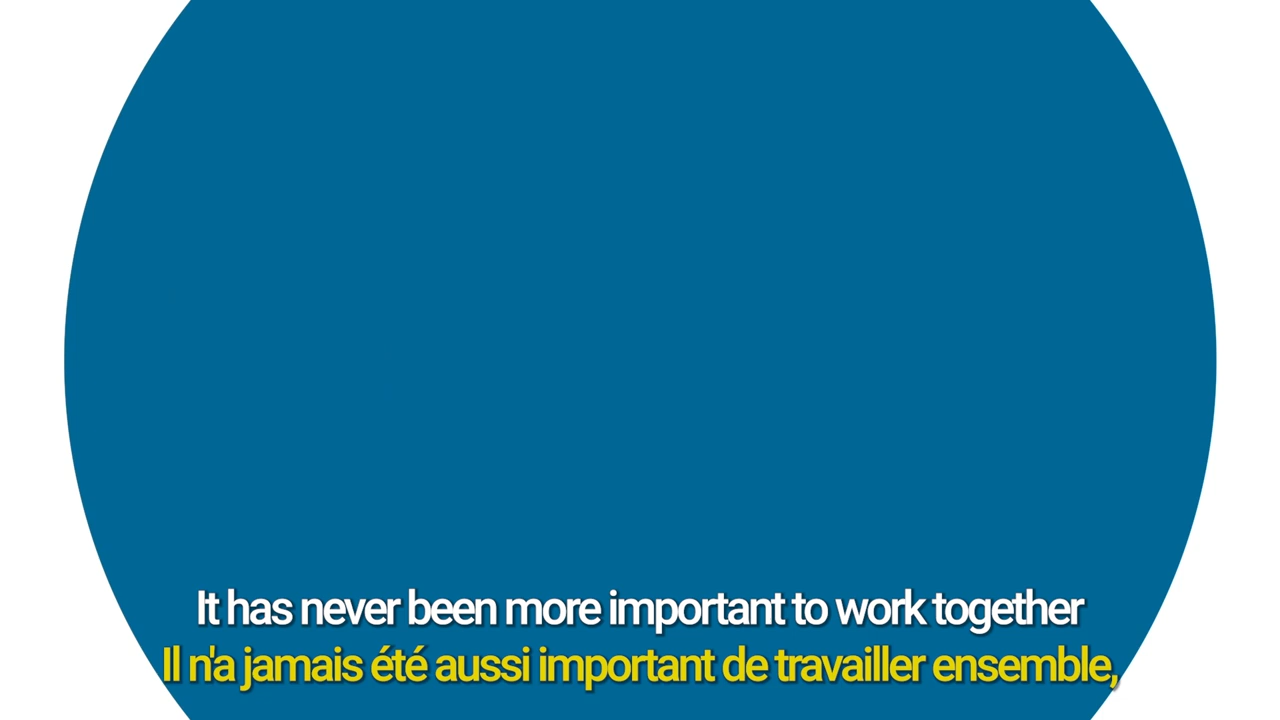 It has never been more important to work together
Il n'a jamais été aussi important de travailler ensemble,